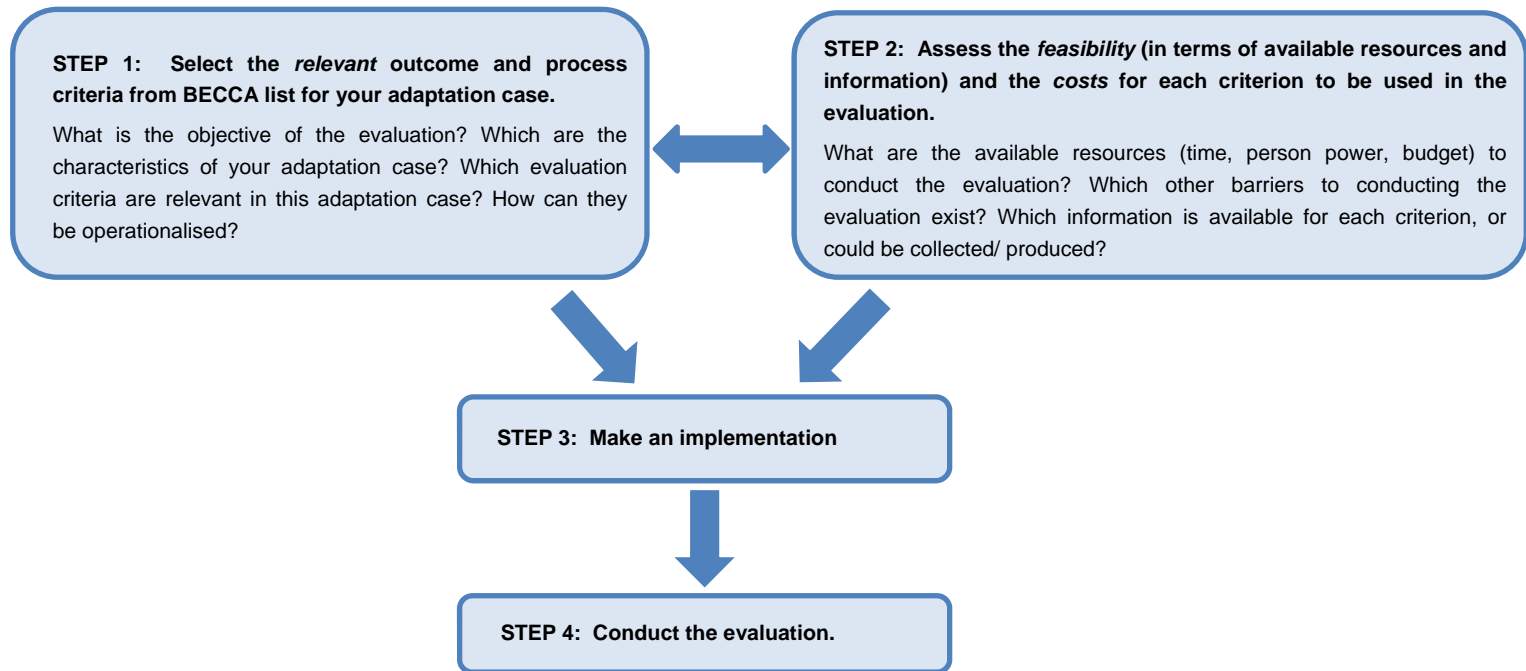 STEP 1: Select the relevant outcome and process
criteria from BECCA list for your adaptation case.
What is the objective of the evaluation? Which are the
characteristics of your adaptation case? Which evaluation
criteria are relevant in this adaptation case? How can they
be operationalised?
STEP 2: Assess the feasibility (in terms of available resources and
information) and the costs for each criterion to be used in the
evaluation.
What are the available resources (time, person power, budget) to
conduct the evaluation? Which other barriers to conducting the
evaluation exist? Which information is available for each criterion, or
could be collected/ produced?
STEP 3: Make an implementation
STEP 4: Conduct the evaluation.